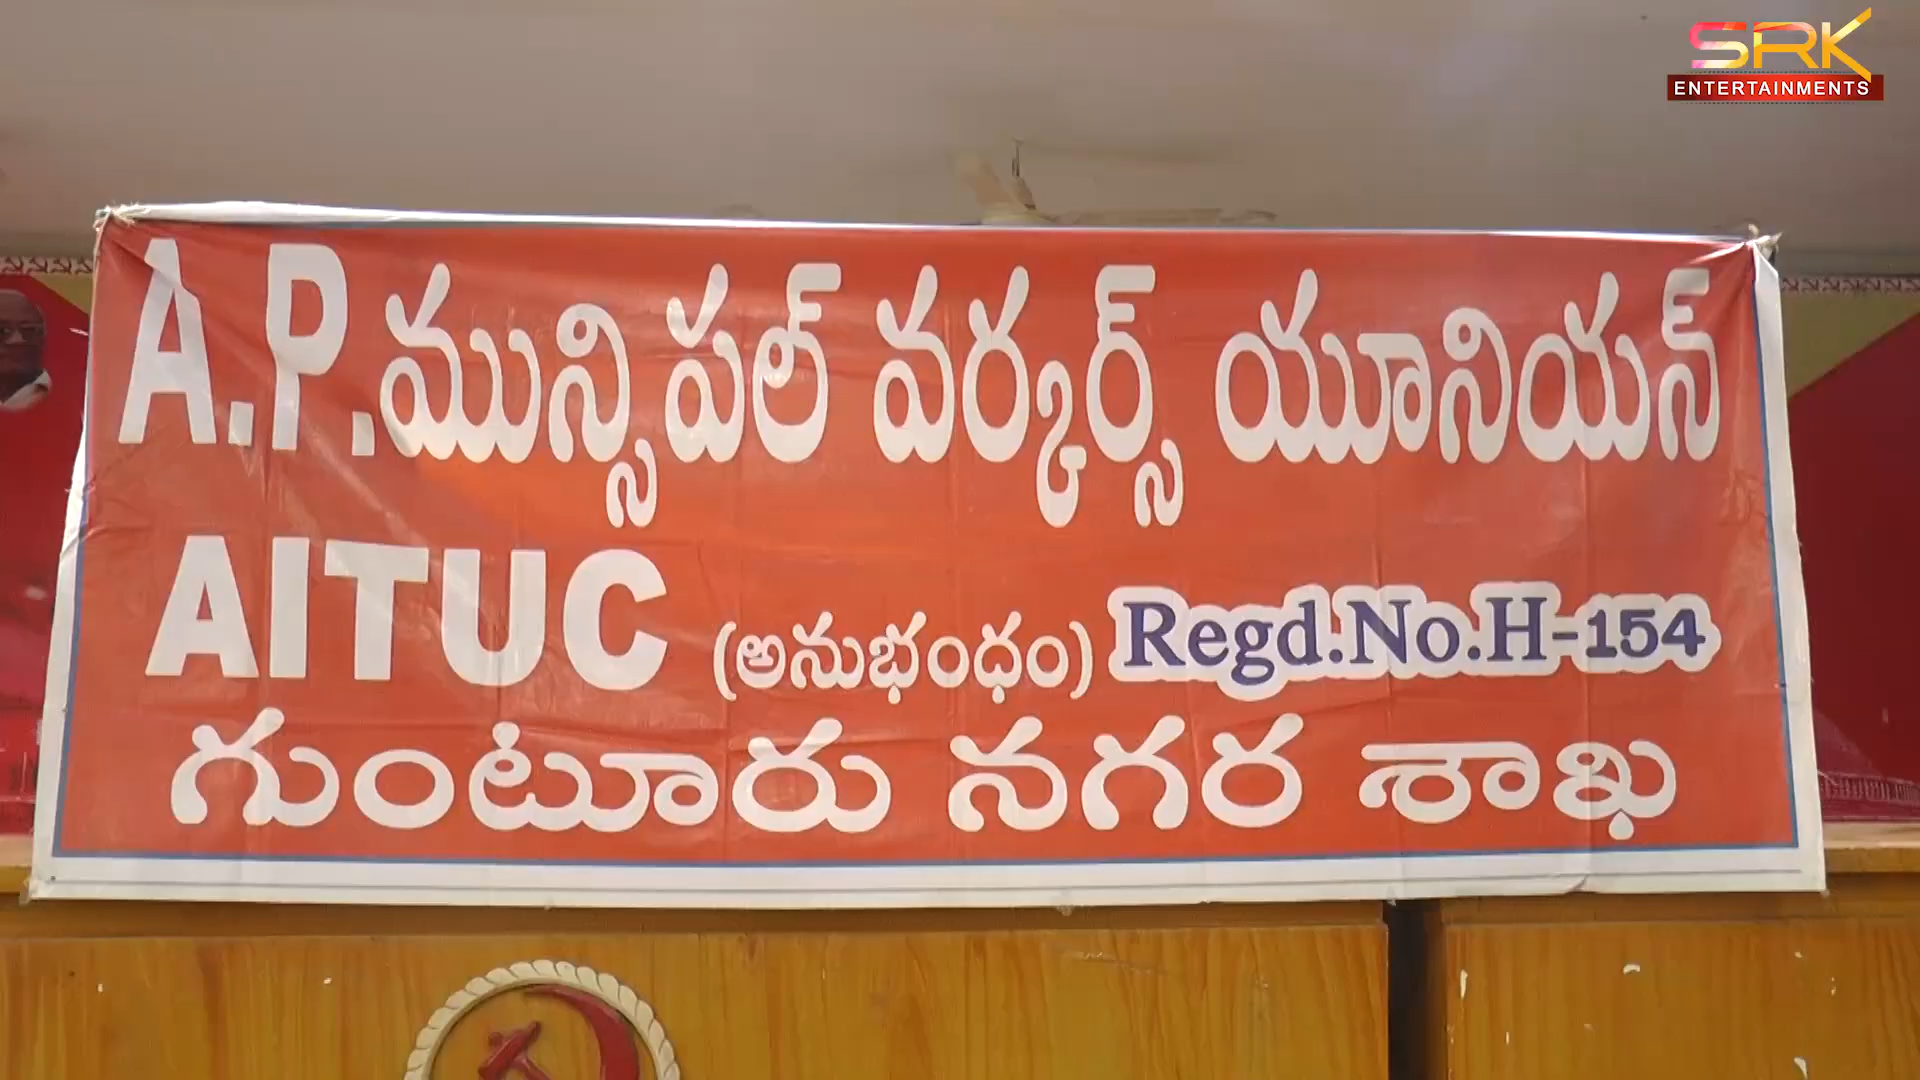 SRK
ENTERTAINMENTS
A.P.మున్సిపల్ వర్కర్స్ యూనియన్
AITUC (అనుభంధం) Regd.No.H-154
గుంటూరు నగర శాఖ